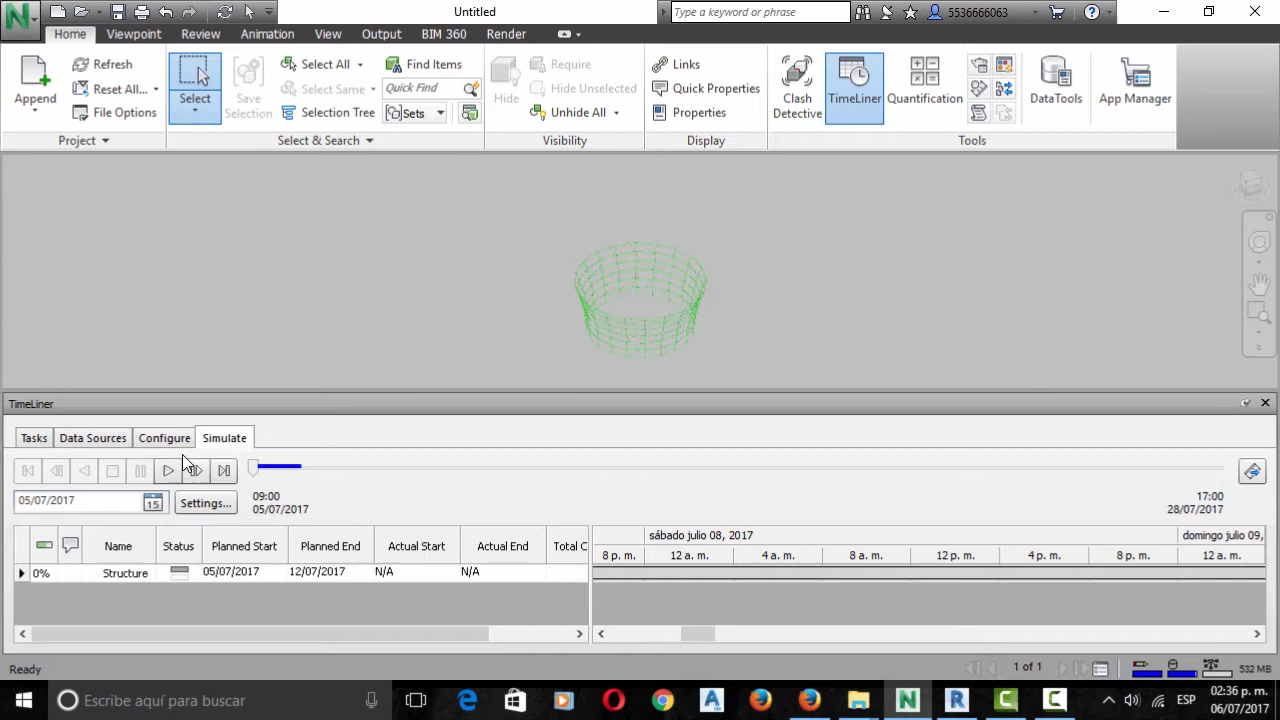 Untitled
Type a keyword or phrase
5536666063
Home Viewpoint Review Animation View Output BIM 360 Render
Append
Refresh
Reset All...
File Options
Project
Select
Save Selection
Select All
Select Same
Selection Tree
Find Items
Quick Find
Sets
Select & Search
Hide
Require
Hide Unselected
Unhide All
Visibility
Links
Quick Properties
Properties
Display
Clash Detective
TimeLiner
Quantification
DataTools
App Manager
Tools
TimeLiner
Tasks Data Sources Configure Simulate
05/07/2017
15
Settings...
09:00
05/07/2017
17:00
28/07/2017
Name Status Planned Start Planned End Actual Start Actual End Total C
0% Structure 05/07/2017 12/07/2017 N/A N/A
sábado julio 08, 2017 domingo julio 09,
8 p. m. 12 a. m. 4 a. m. 8 a. m. 12 p. m. 4 p. m. 8 p. m. 12 a. m.
Ready
1 of 1
532 MB
Escribe aquí para buscar
ESP
02:36 p. m.
06/07/2017